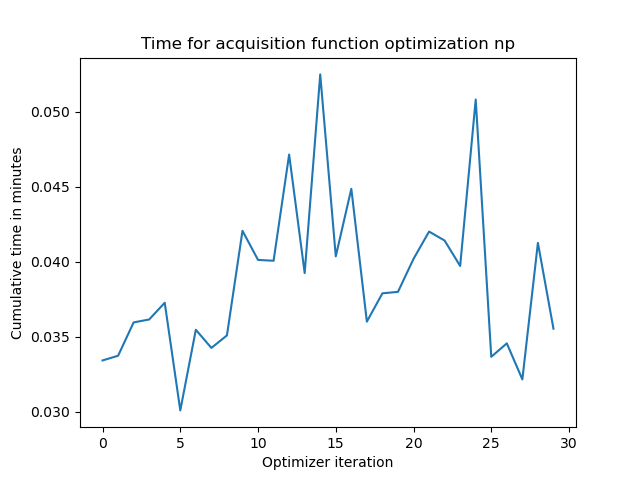 Time for acquisition function optimization np
Cumulative time in minutes
0.050
0.045
0.040
0.035
0.030
0 5 10 15 20 25 30
Optimizer iteration